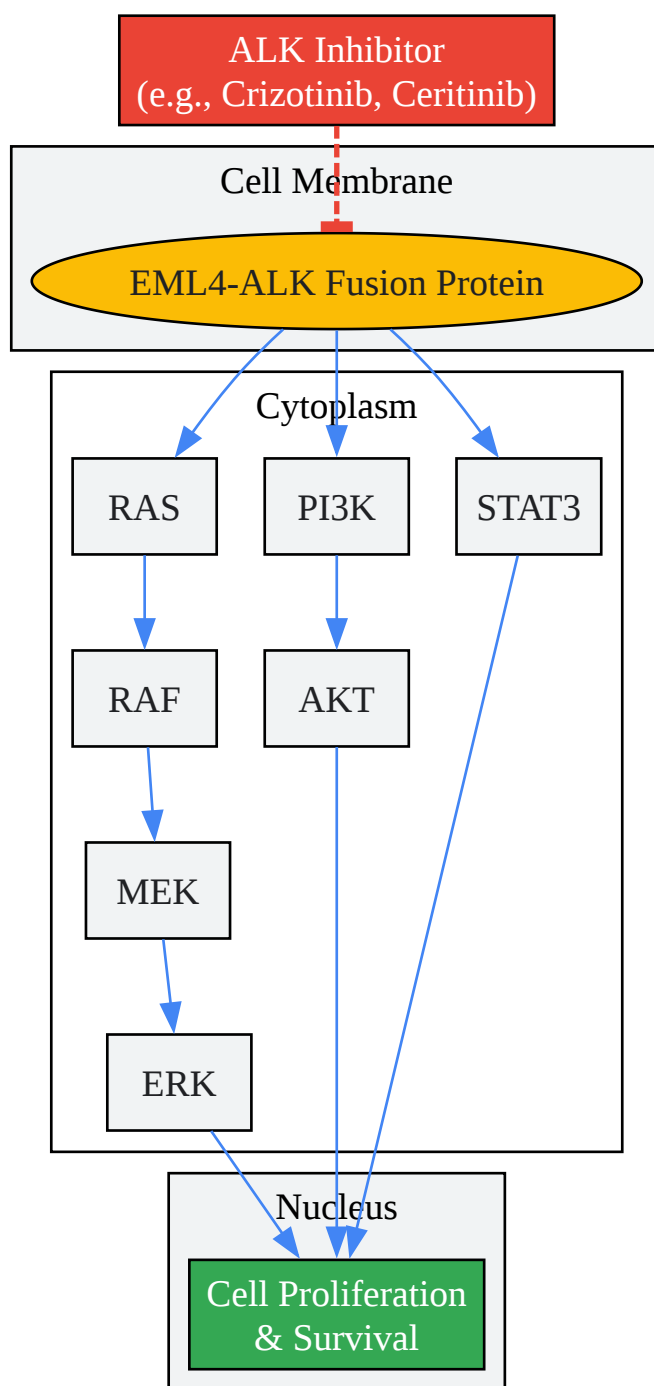 ALK Inhibitor
(e.g., Crizotinib, Ceritinib)
Cell Membrane
EML4-ALK Fusion Protein
Cytoplasm
RAS
PI3K
STAT3
RAF
AKT
MEK
ERK
Nucleus
Cell Proliferation
& Survival